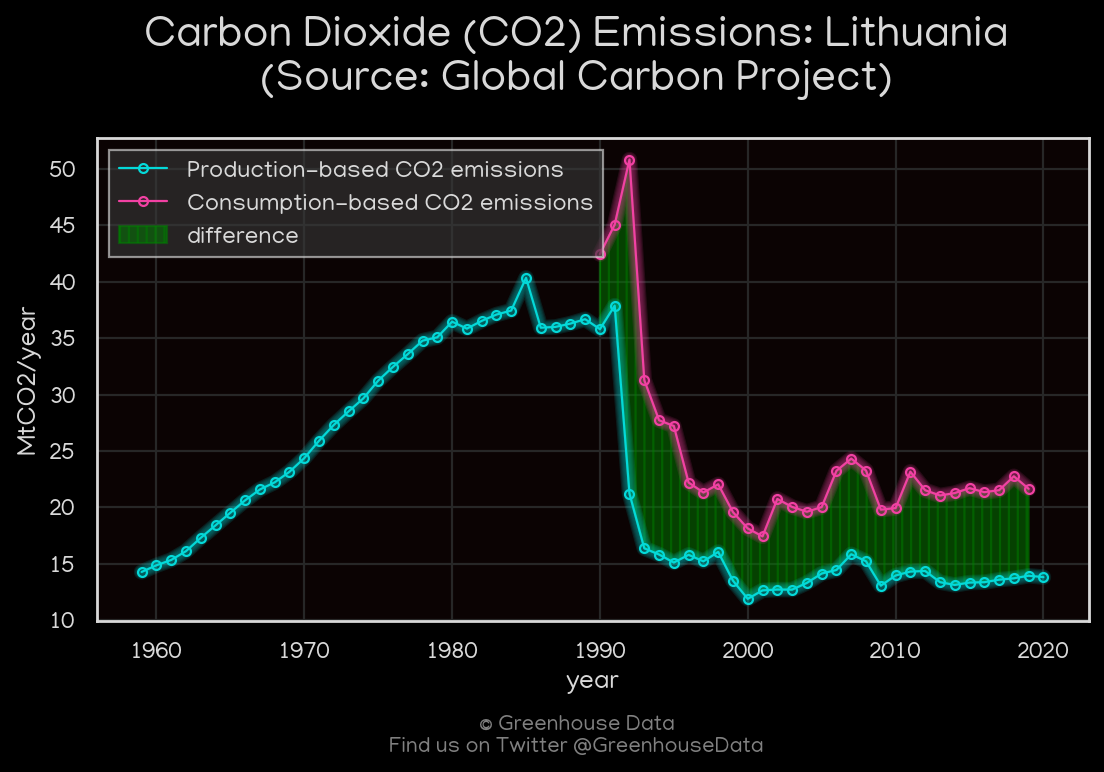 Carbon Dioxide (CO2) Emissions: Lithuania
(Source: Global Carbon Project)
Production-based CO2 emissions
Consumption-based CO2 emissions
difference
50
45
40
35
30
25
20
15
10
MtCO2/year
1960 1970 1980 1990 2000 2010 2020
year
© Greenhouse Data
Find us on Twitter @GreenhouseData